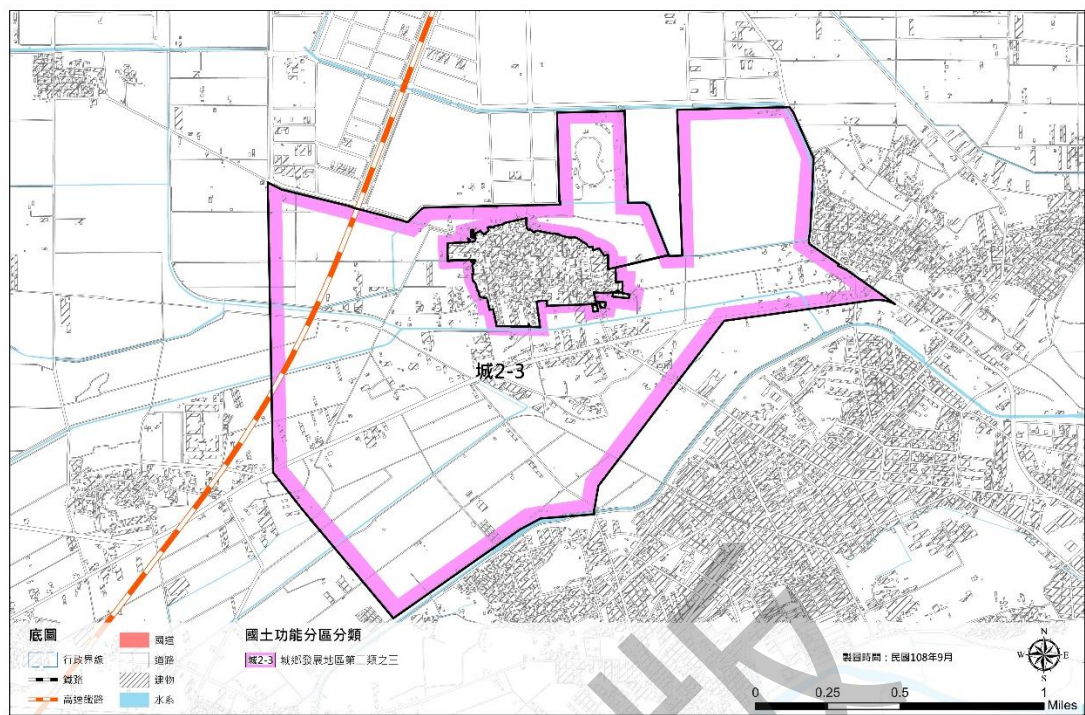 城2-3
底圖
行政界線
鐵路
高速鐵路
國道
道路
建物
水系
國土功能分區分類
城2-3 城鄉發展地區第二類之三
製圖時間：民國108年9月
N
W
E
S
0 0.25 0.5 1
Miles